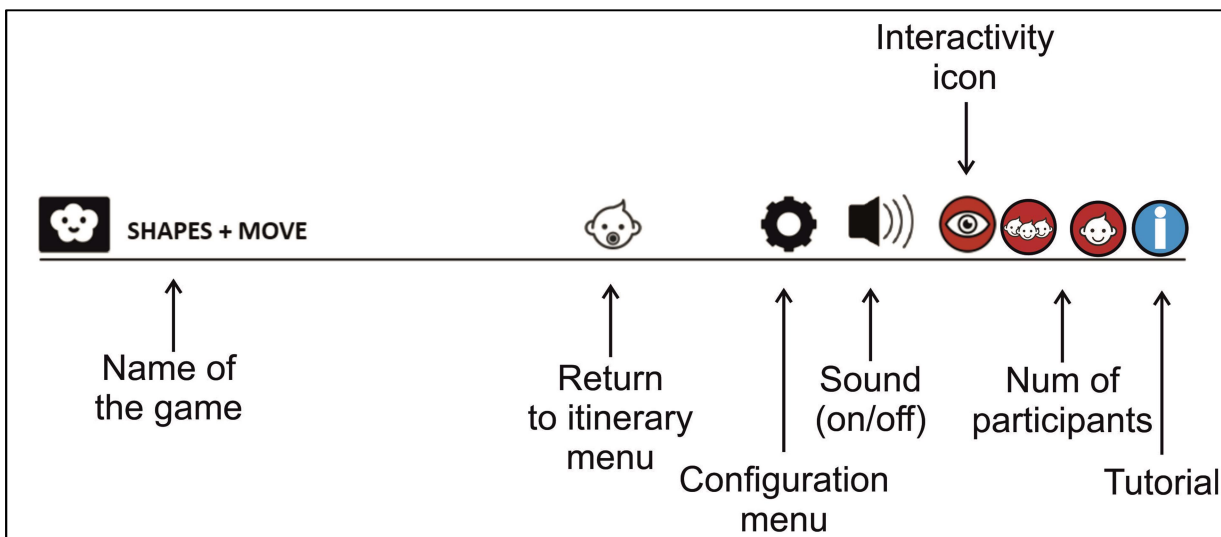 Interactivity
icon
SHAPES + MOVE
Name of
the game
Return
to itinerary
menu
Configuration
menu
Sound
(on/off)
Num of
participants
Tutorial